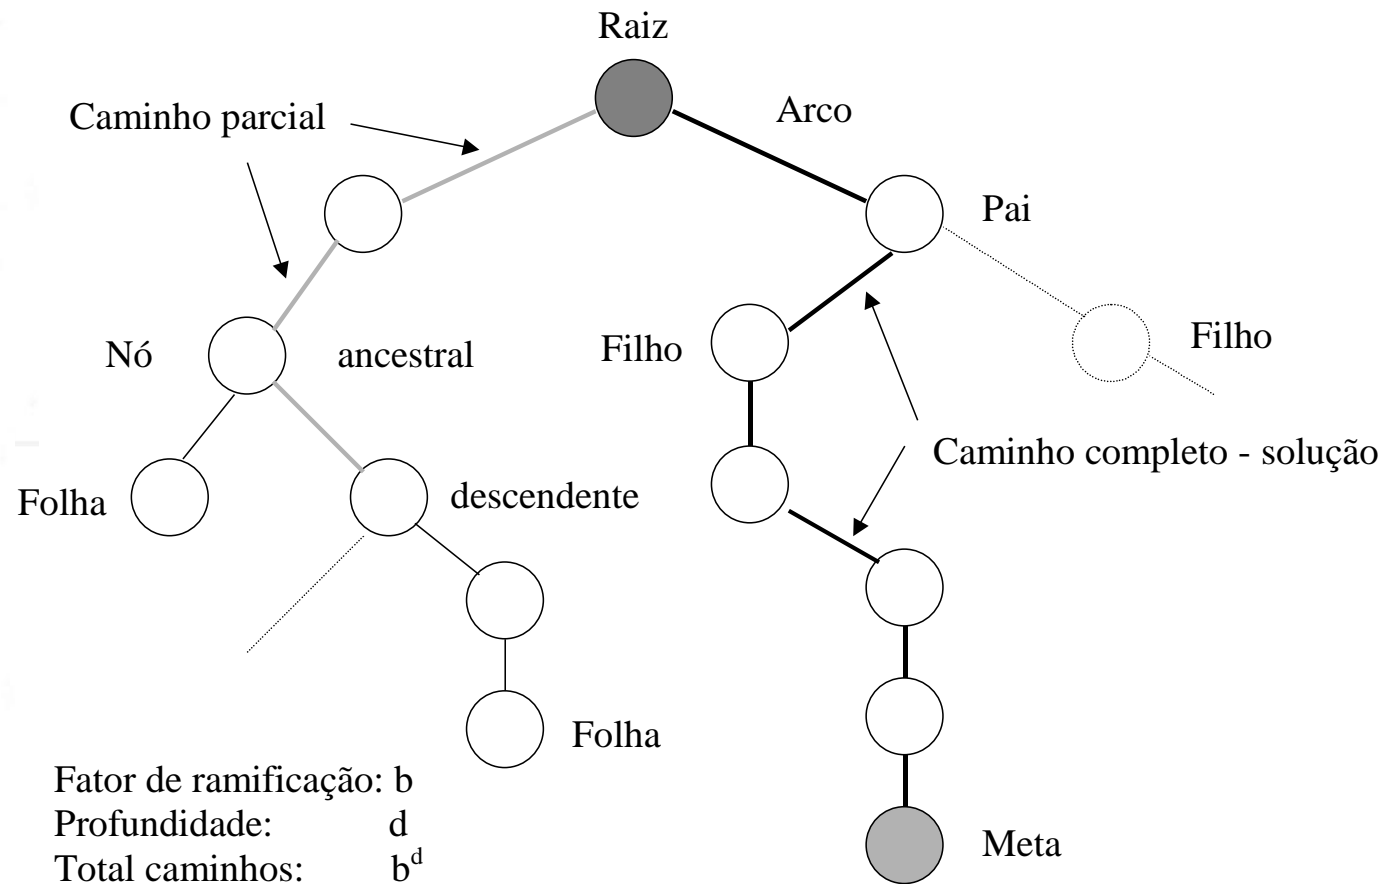 Raiz
Caminho parcial
Arco
Pai
Nó
ancestral
Filho
Filho
Caminho completo - solução
Folha
descendente
Folha
Fator de ramificação: b
Profundidade: d
Total caminhos: b^d
Meta